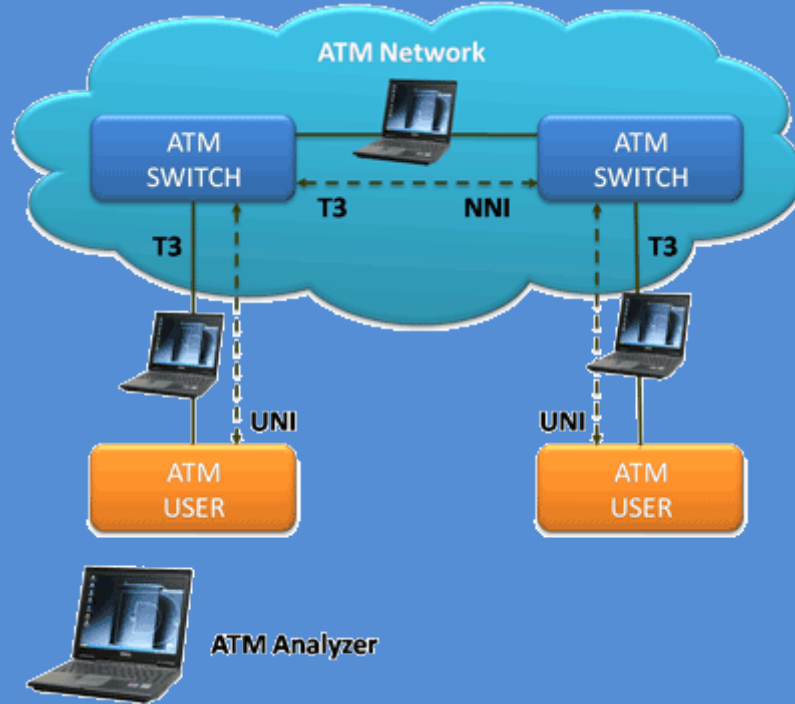 ATM Network
ATM
SWITCH
ATM
SWITCH
T3
NNI
T3
T3
UNI
UNI
ATM
USER
ATM
USER
ATM Analyzer